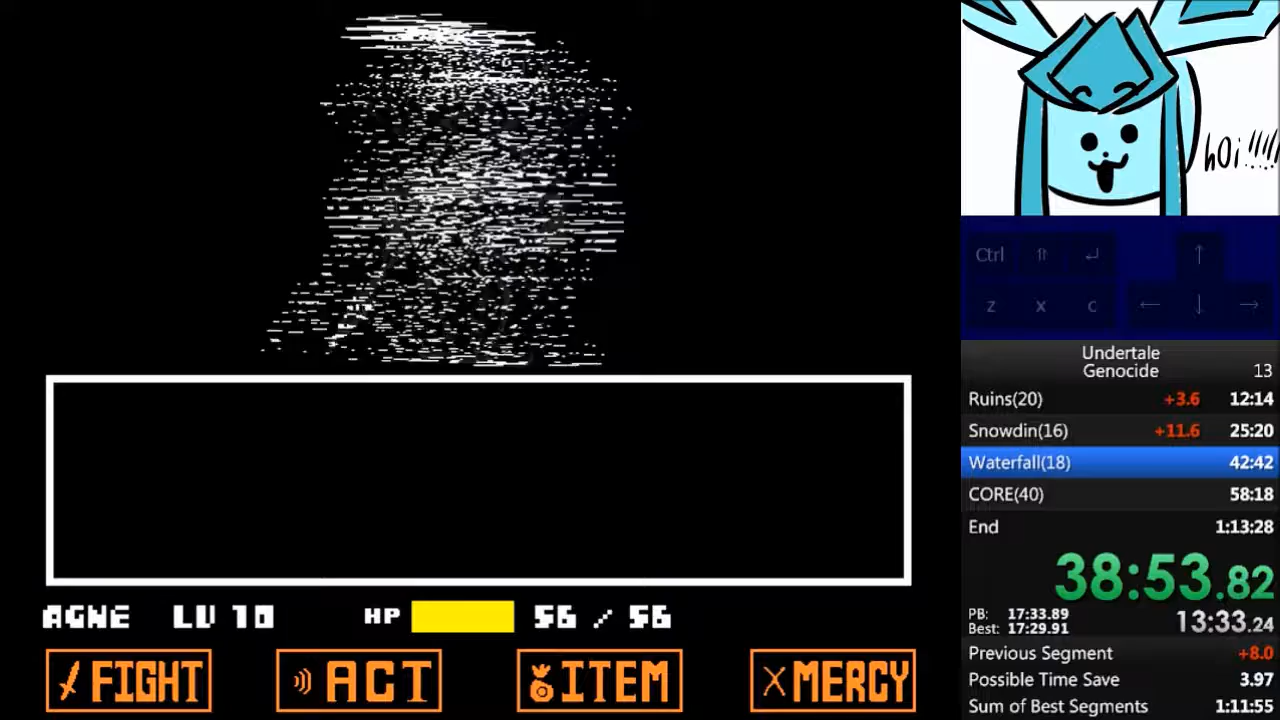 AGNE LV 10 HP 56 / 56
FIGHT ACT ITEM MERCY
hOi!!!!
Ctrl ⇑ ↵ ↑
z x c ← ↓ →
Undertale
Genocide 13
Ruins(20) +3.6 12:14
Snowdin(16) +11.6 25:20
Waterfall(18) 42:42
CORE(40) 58:18
End 1:13:28
38:53.82
PB: 17:33.89
Best: 17:29.91
13:33.24
Previous Segment +8.0
Possible Time Save 3.97
Sum of Best Segments 1:11:55